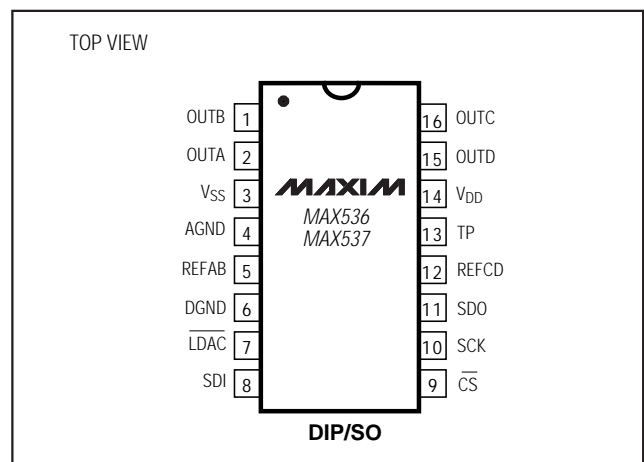 TOP VIEW
OUTB 1
16 OUTC
OUTA 2
15 OUTD
VSS 3
14 VDD
AGND 4
13 TP
REFAB 5
12 REFCD
DGND 6
11 SDO
LDAC 7
10 SCK
SDI 8
9 CS
MAXIM
MAX536
MAX537
DIP/SO